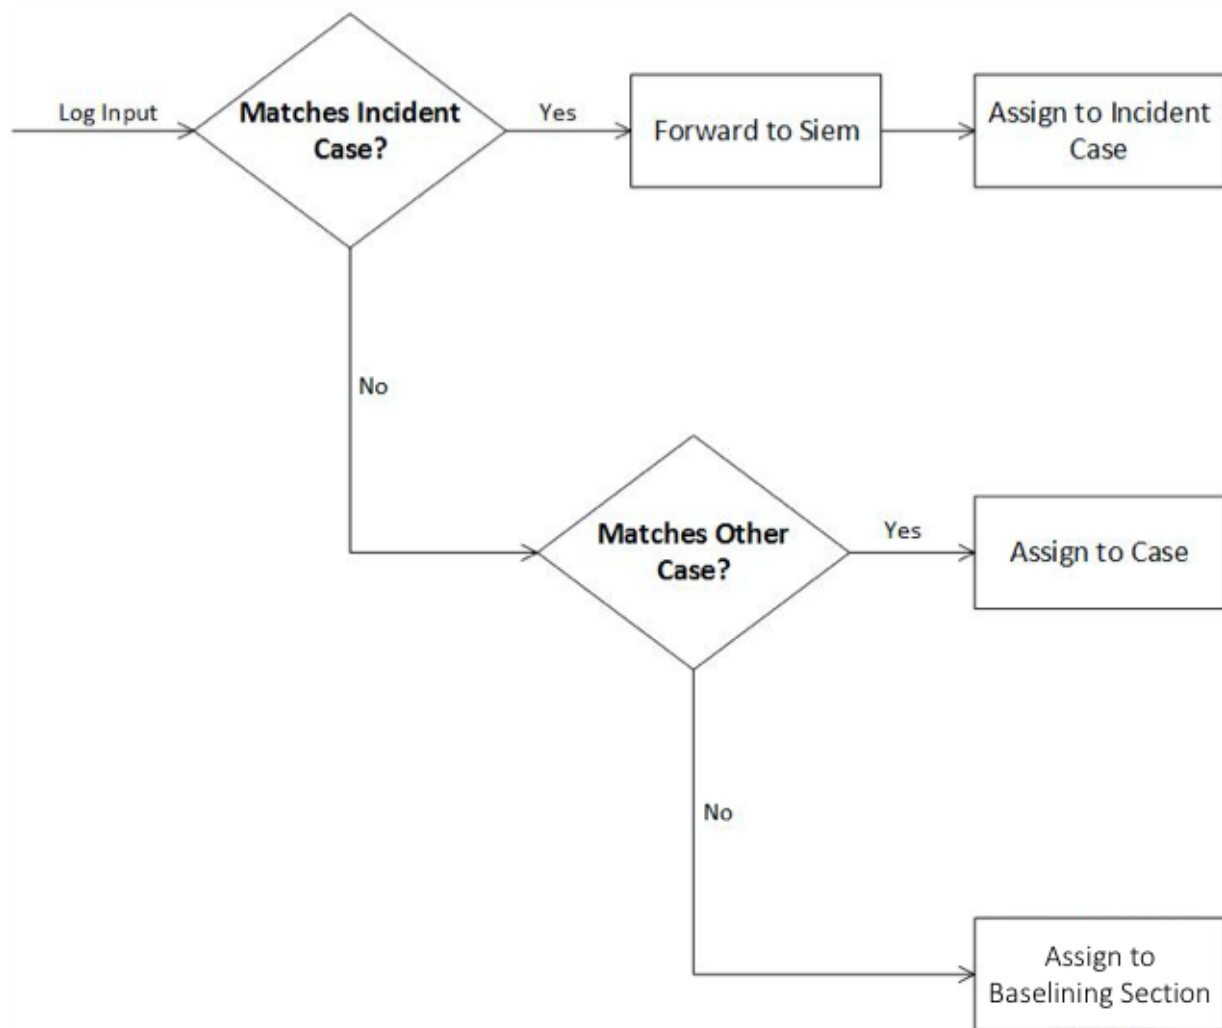 Log Input
Matches Incident
Case?
Yes
Forward to Siem
Assign to Incident
Case
No
Matches Other
Case?
Yes
Assign to Case
No
Assign to
Baselining Section